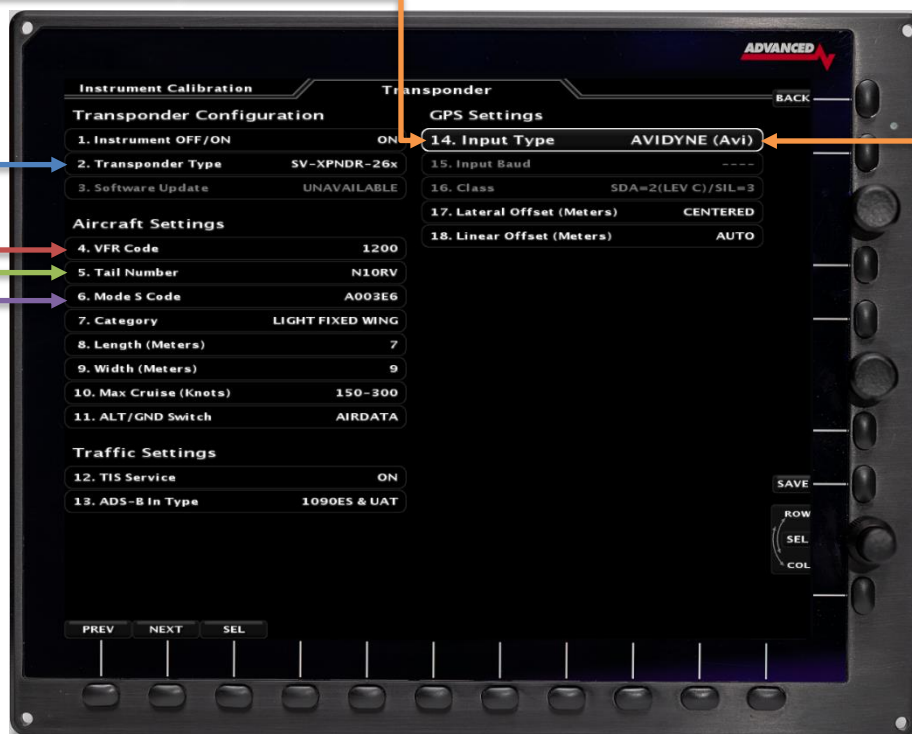 ADVANCED
Instrument Calibration
Transponder
BACK
Transponder Configuration
1. Instrument OFF/ON ON
2. Transponder Type SV-XPNDR-26x
3. Software Update UNAVAILABLE
Aircraft Settings
4. VFR Code 1200
5. Tail Number N10RV
6. Mode S Code A003E6
7. Category LIGHT FIXED WING
8. Length (Meters) 7
9. Width (Meters) 9
10. Max Cruise (Knots) 150-300
11. ALT/GND Switch AIRDATA
Traffic Settings
12. TIS Service ON
13. ADS-B In Type 1090ES & UAT
GPS Settings
14. Input Type AVIDYNE (Avi)
15. Input Baud ----
16. Class SDA=2(LEV C)/SIL=3
17. Lateral Offset (Meters) CENTERED
18. Linear Offset (Meters) AUTO
SAVE
ROW
SEL
COL
PREV NEXT SEL